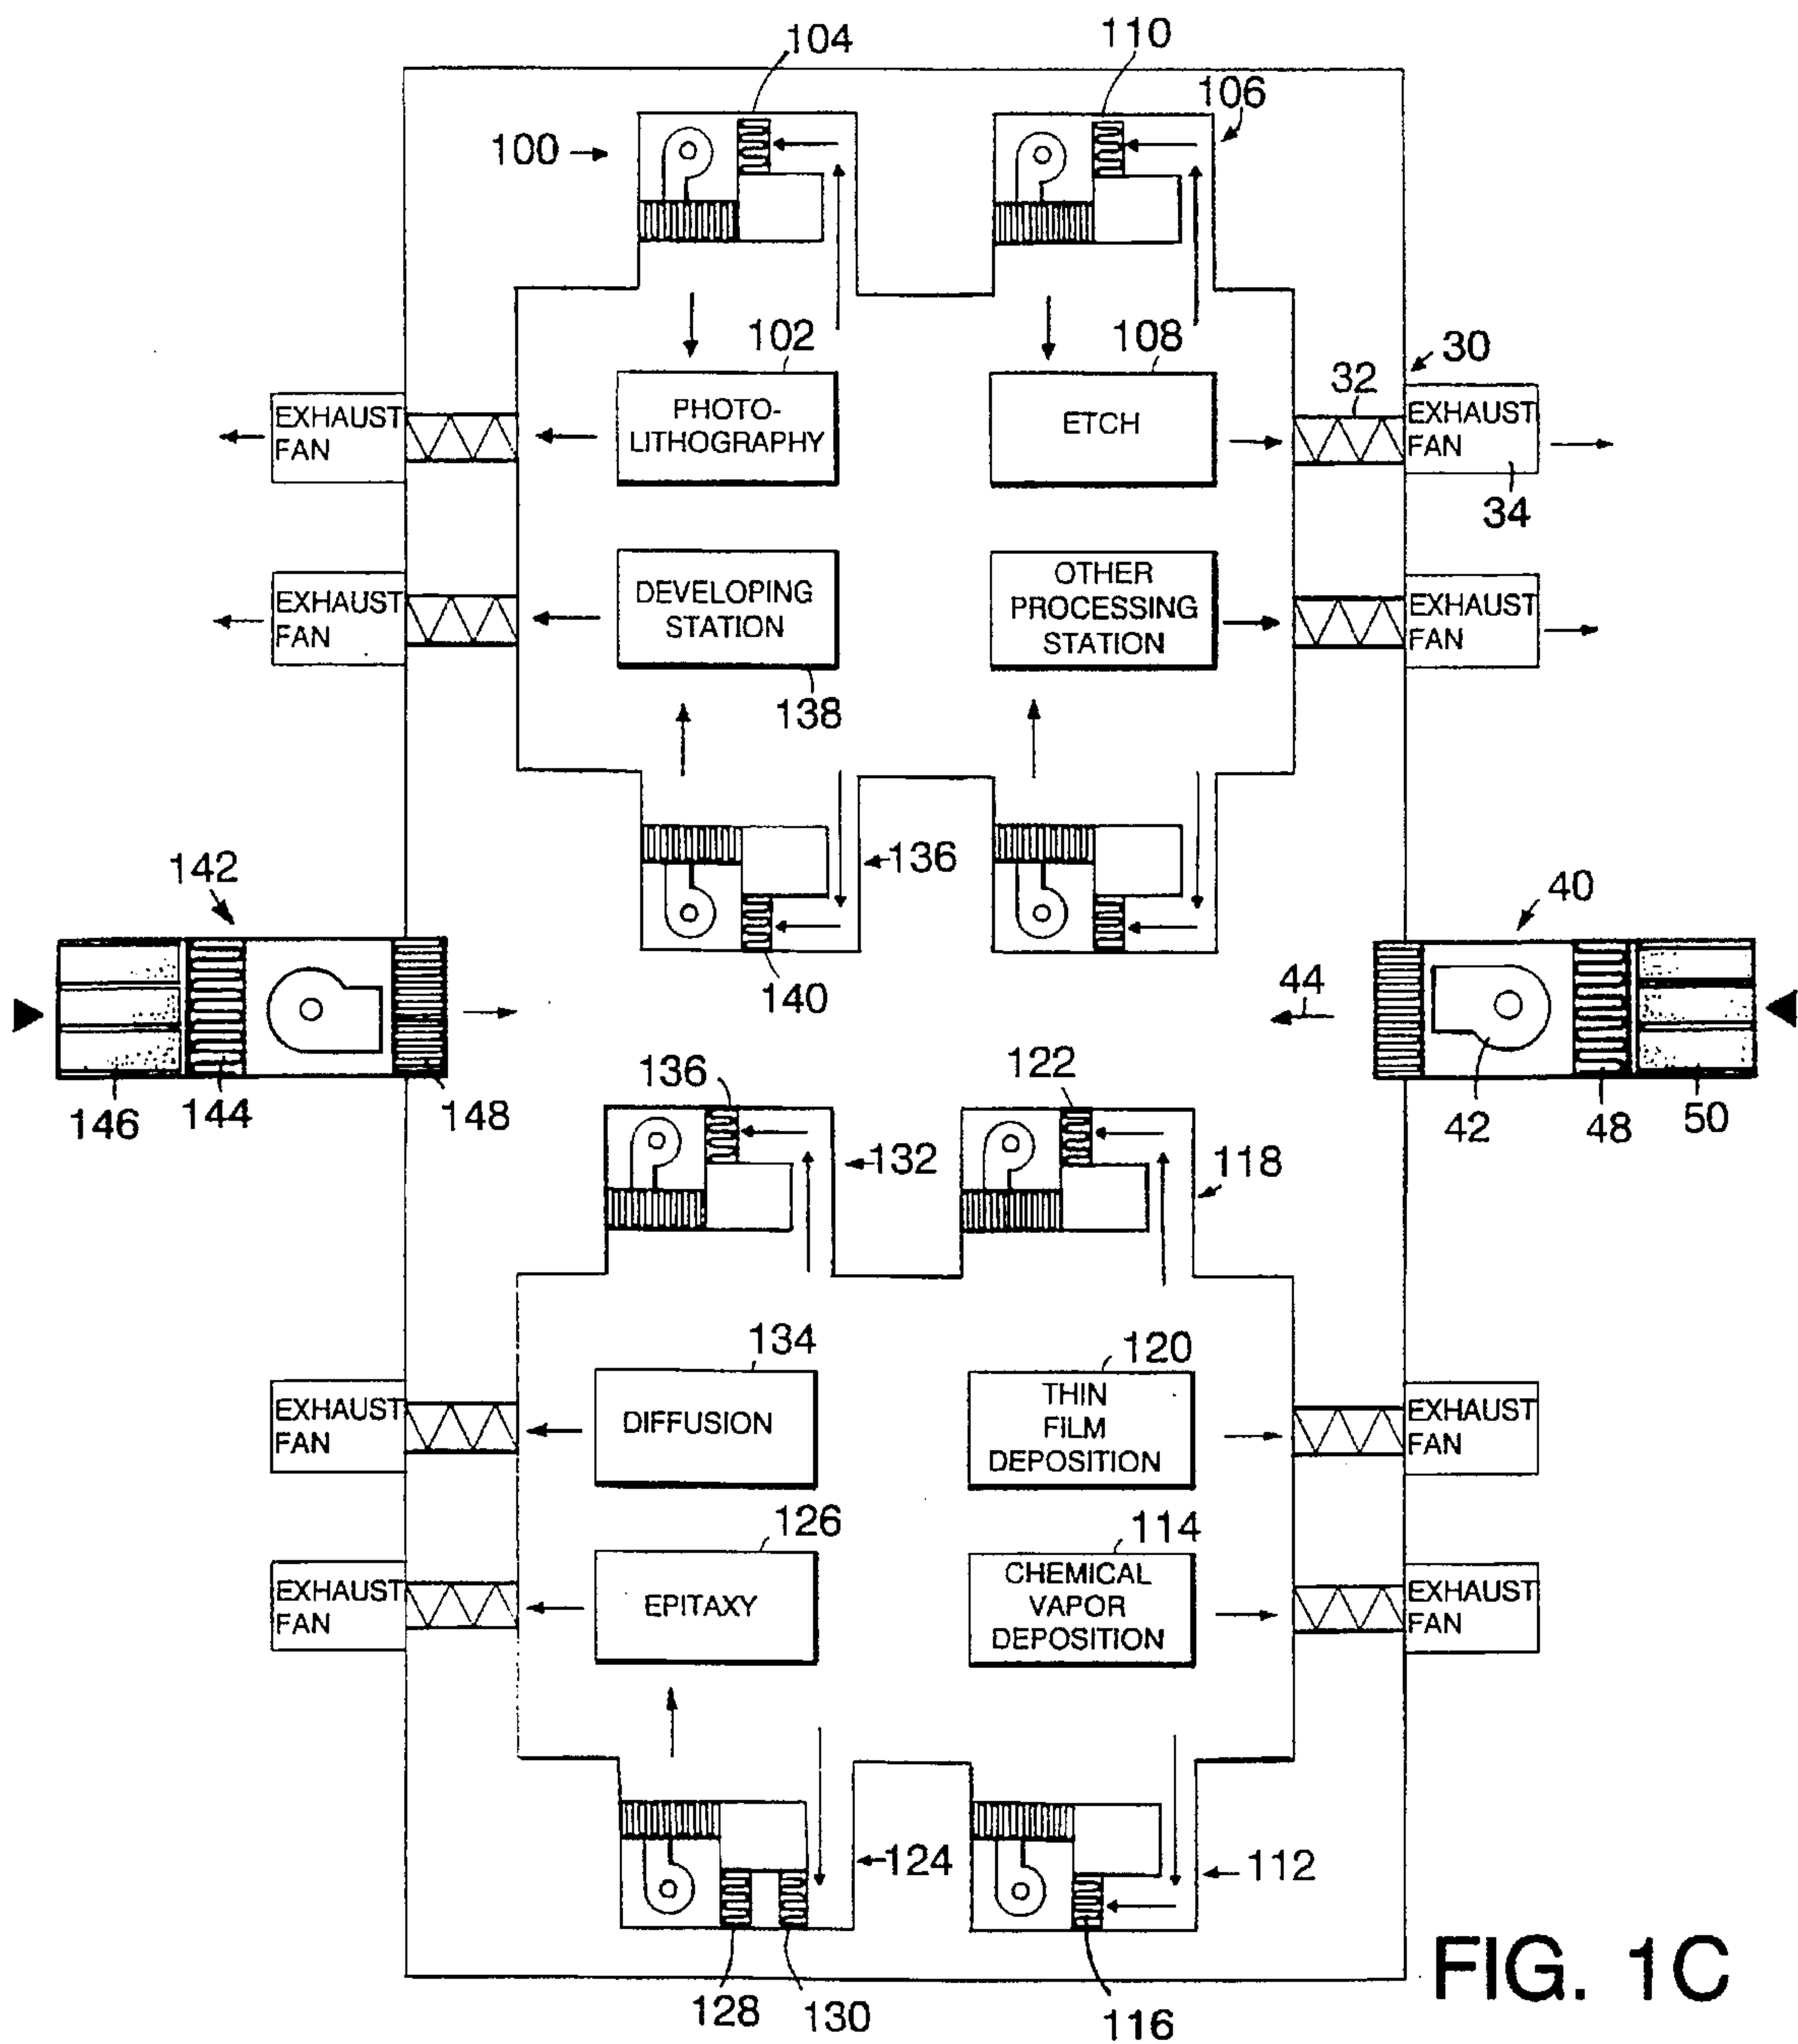 104
110
106
100
102
108
30
32
EXHAUST
FAN
PHOTO-
LITHOGRAPHY
ETCH
EXHAUST
FAN
34
EXHAUST
FAN
DEVELOPING
STATION
OTHER
PROCESSING
STATION
EXHAUST
FAN
138
142
136
40
140
44
146
144
148
136
122
42
48
50
132
118
134
120
EXHAUST
FAN
DIFFUSION
THIN
FILM
DEPOSITION
EXHAUST
FAN
126
114
EXHAUST
FAN
EPITAXY
CHEMICAL
VAPOR
DEPOSITION
EXHAUST
FAN
124
112
128
130
116
FIG. 1C